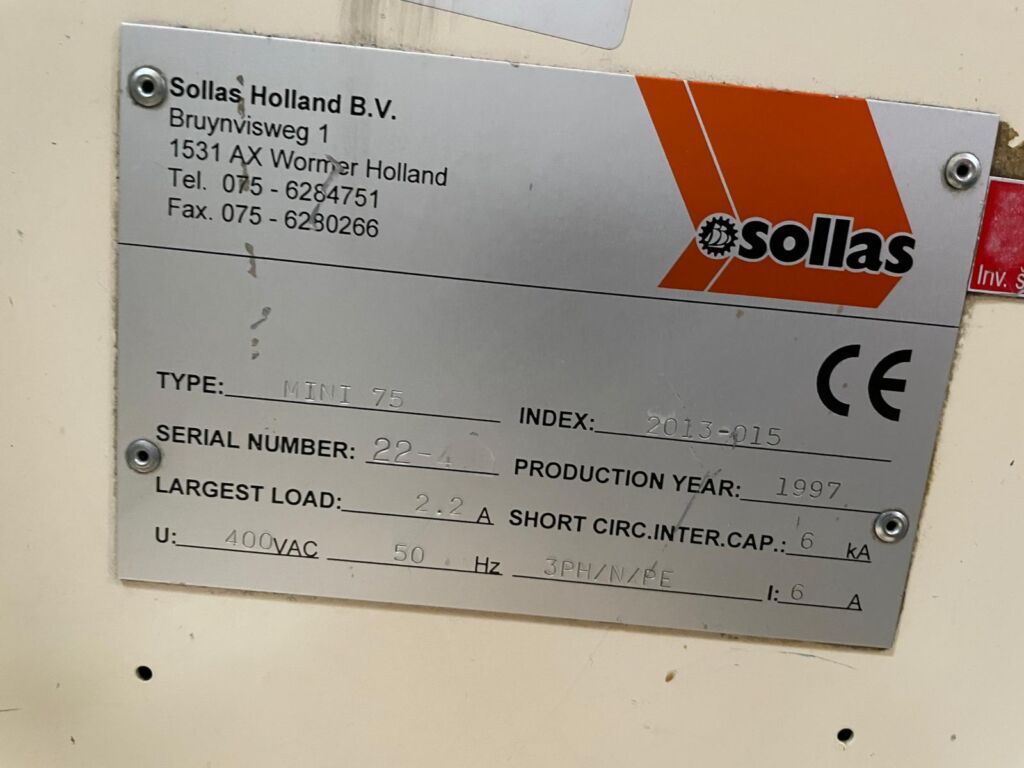 Sollas Holland B.V.
Bruynvisweg 1
1531 AX Wormer Holland
Tel. 075 - 6284751
Fax. 075 - 6280266
sollas
Inv.
CE
TYPE: MINI 75
INDEX: 2013-015
SERIAL NUMBER: 22-4
PRODUCTION YEAR: 1997
LARGEST LOAD: 2.2 A
SHORT CIRC.INTER.CAP.: 6 kA
U: 400VAC 50 Hz 3PH/N/PE I: 6 A